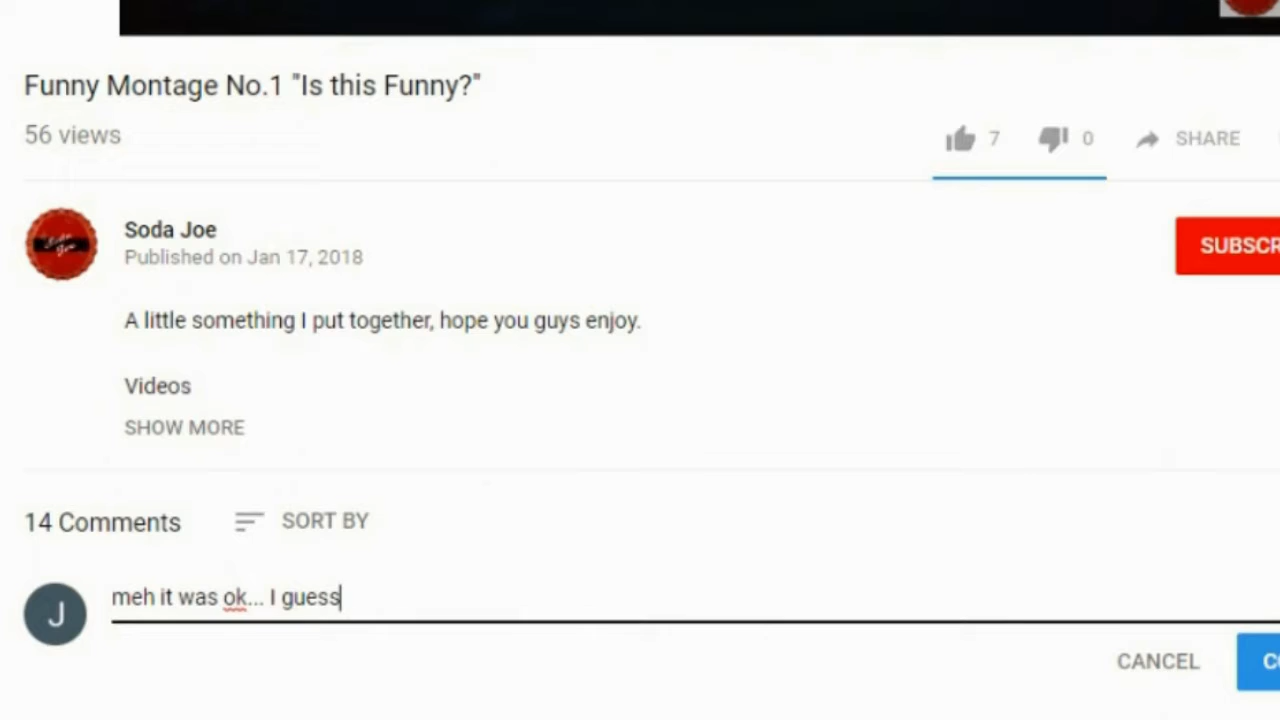 Funny Montage No.1 "Is this Funny?"
56 views
7
0
SHARE
Soda Joe
Published on Jan 17, 2018
SUBSCR
A little something I put together, hope you guys enjoy.
Videos
SHOW MORE
14 Comments
SORT BY
J
meh it was ok... I guess
CANCEL
CO